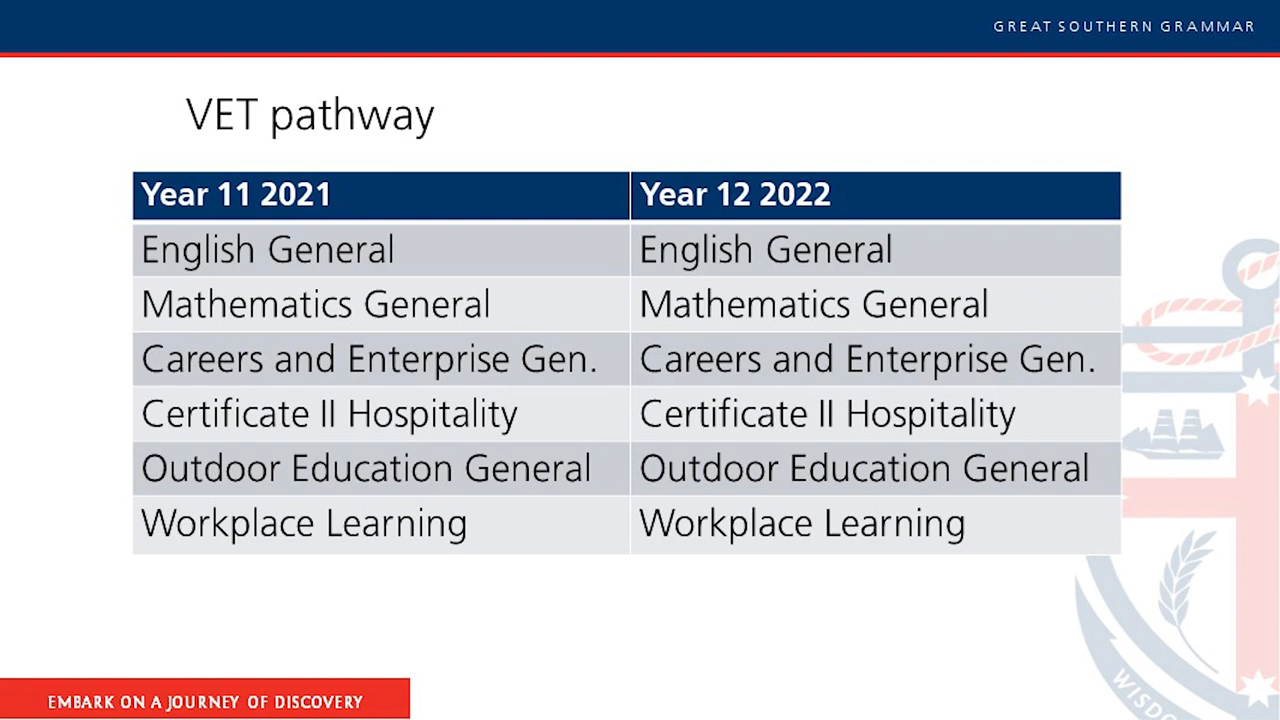 GREAT SOUTHERN GRAMMAR
VET pathway
Year 11 2021 Year 12 2022
English General English General
Mathematics General Mathematics General
Careers and Enterprise Gen. Careers and Enterprise Gen.
Certificate II Hospitality Certificate II Hospitality
Outdoor Education General Outdoor Education General
Workplace Learning Workplace Learning
EMBARK ON A JOURNEY OF DISCOVERY